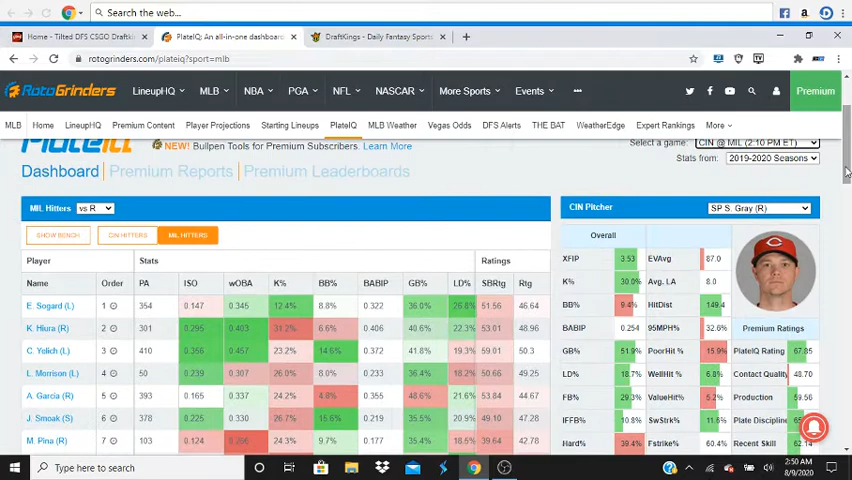 Search the web...
Home - Tilted DFS CSGO Draftki
PlateIQ: An all-in-one dashboard
DraftKings - Daily Fantasy Sports
rotogrinders.com/plateiq?sport=mlb
ROTOGRINDERS LineupHQ MLB NBA PGA NFL NASCAR More Sports Events Premium
MLB Home LineupHQ Premium Content Player Projections Starting Lineups PlateIQ MLB Weather Vegas Odds DFS Alerts THE BAT WeatherEdge Expert Rankings More
PlateIQ NEW! Bullpen Tools for Premium Subscribers. Learn More
Select a game: CIN @ MIL (2:10 PM ET)
Stats from: 2019-2020 Seasons
Dashboard | Premium Reports | Premium Leaderboards
MIL Hitters vs R
SHOW BENCH CIN HITTERS MIL HITTERS
Player Stats Ratings
Name Order PA ISO wOBA K% BB% BABIP GB% LD% SBRtg Rtg
E. Sogard (L) 1 354 0.147 0.345 12.4% 8.8% 0.322 36.0% 26.8% 51.56 46.64
K. Hiura (R) 2 301 0.295 0.403 31.2% 6.6% 0.406 40.6% 22.3% 53.01 48.96
C. Yelich (L) 3 410 0.356 0.457 23.2% 14.6% 0.372 41.8% 19.3% 59.01 50.3
L. Morrison (L) 4 50 0.239 0.307 26.0% 8.0% 0.233 36.4% 18.2% 50.66 49.25
A. Garcia (R) 5 393 0.165 0.337 24.2% 4.8% 0.355 48.6% 21.6% 53.84 44.67
J. Smoak (S) 6 378 0.225 0.330 26.7% 15.6% 0.219 35.5% 20.9% 49.10 47.28
M. Pina (R) 7 103 0.124 0.266 24.3% 9.7% 0.177 35.4% 18.5% 39.64 42.78
CIN Pitcher SP S. Gray (R)
Overall
XFIP 3.53 EVAvg 87.0
K% 30.0% Avg. LA 8.0
BB% 9.4% HitDist 149.4
BABIP 0.254 95MPH% 32.6%
GB% 51.9% PoorHit % 15.9%
LD% 18.7% WellHit % 6.8%
FB% 29.3% ValueHit% 5.2%
IFFB% 10.8% SwStrk% 11.6%
Hard% 39.4% Fstrike% 60.4%
Premium Ratings
PlateIQ Rating 67.85
Contact Quality 48.70
Production 59.56
Plate Discipline
Recent Skill 62.14
Type here to search
2:50 AM
8/9/2020